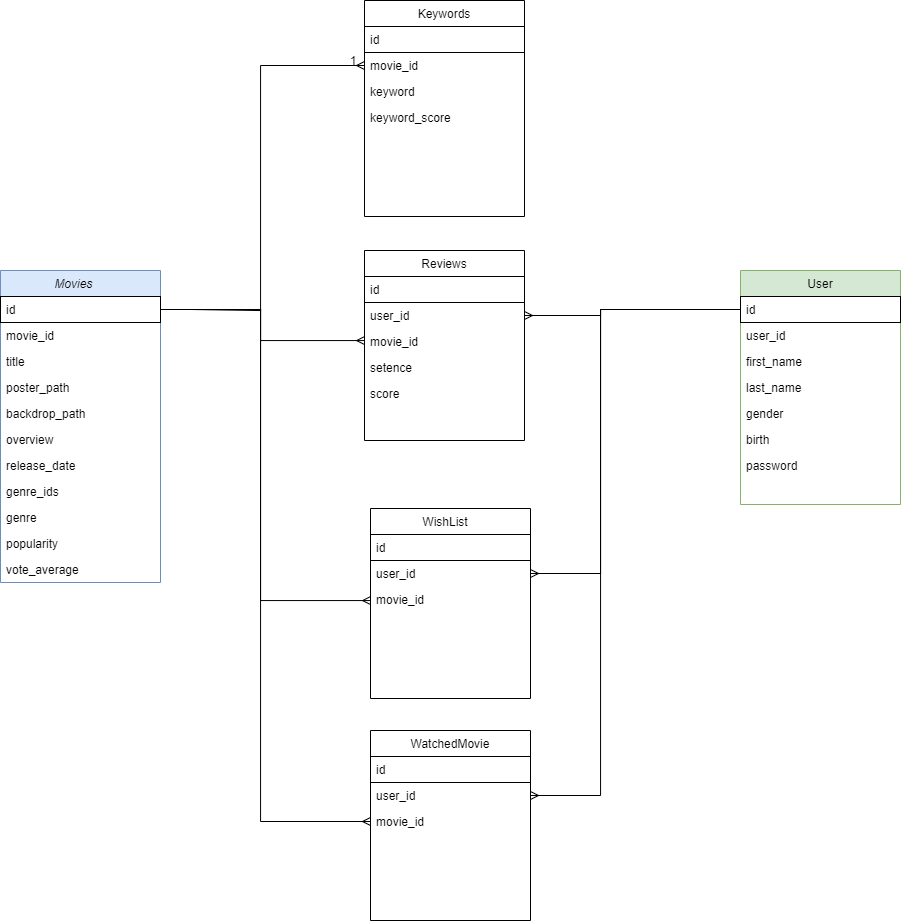 Keywords
id
1
movie_id
keyword
keyword_score
Reviews
id
user_id
movie_id
setence
score
Movies
id
movie_id
title
poster_path
backdrop_path
overview
release_date
genre_ids
genre
popularity
vote_average
User
id
user_id
first_name
last_name
gender
birth
password
WishList
id
user_id
movie_id
WatchedMovie
id
user_id
movie_id